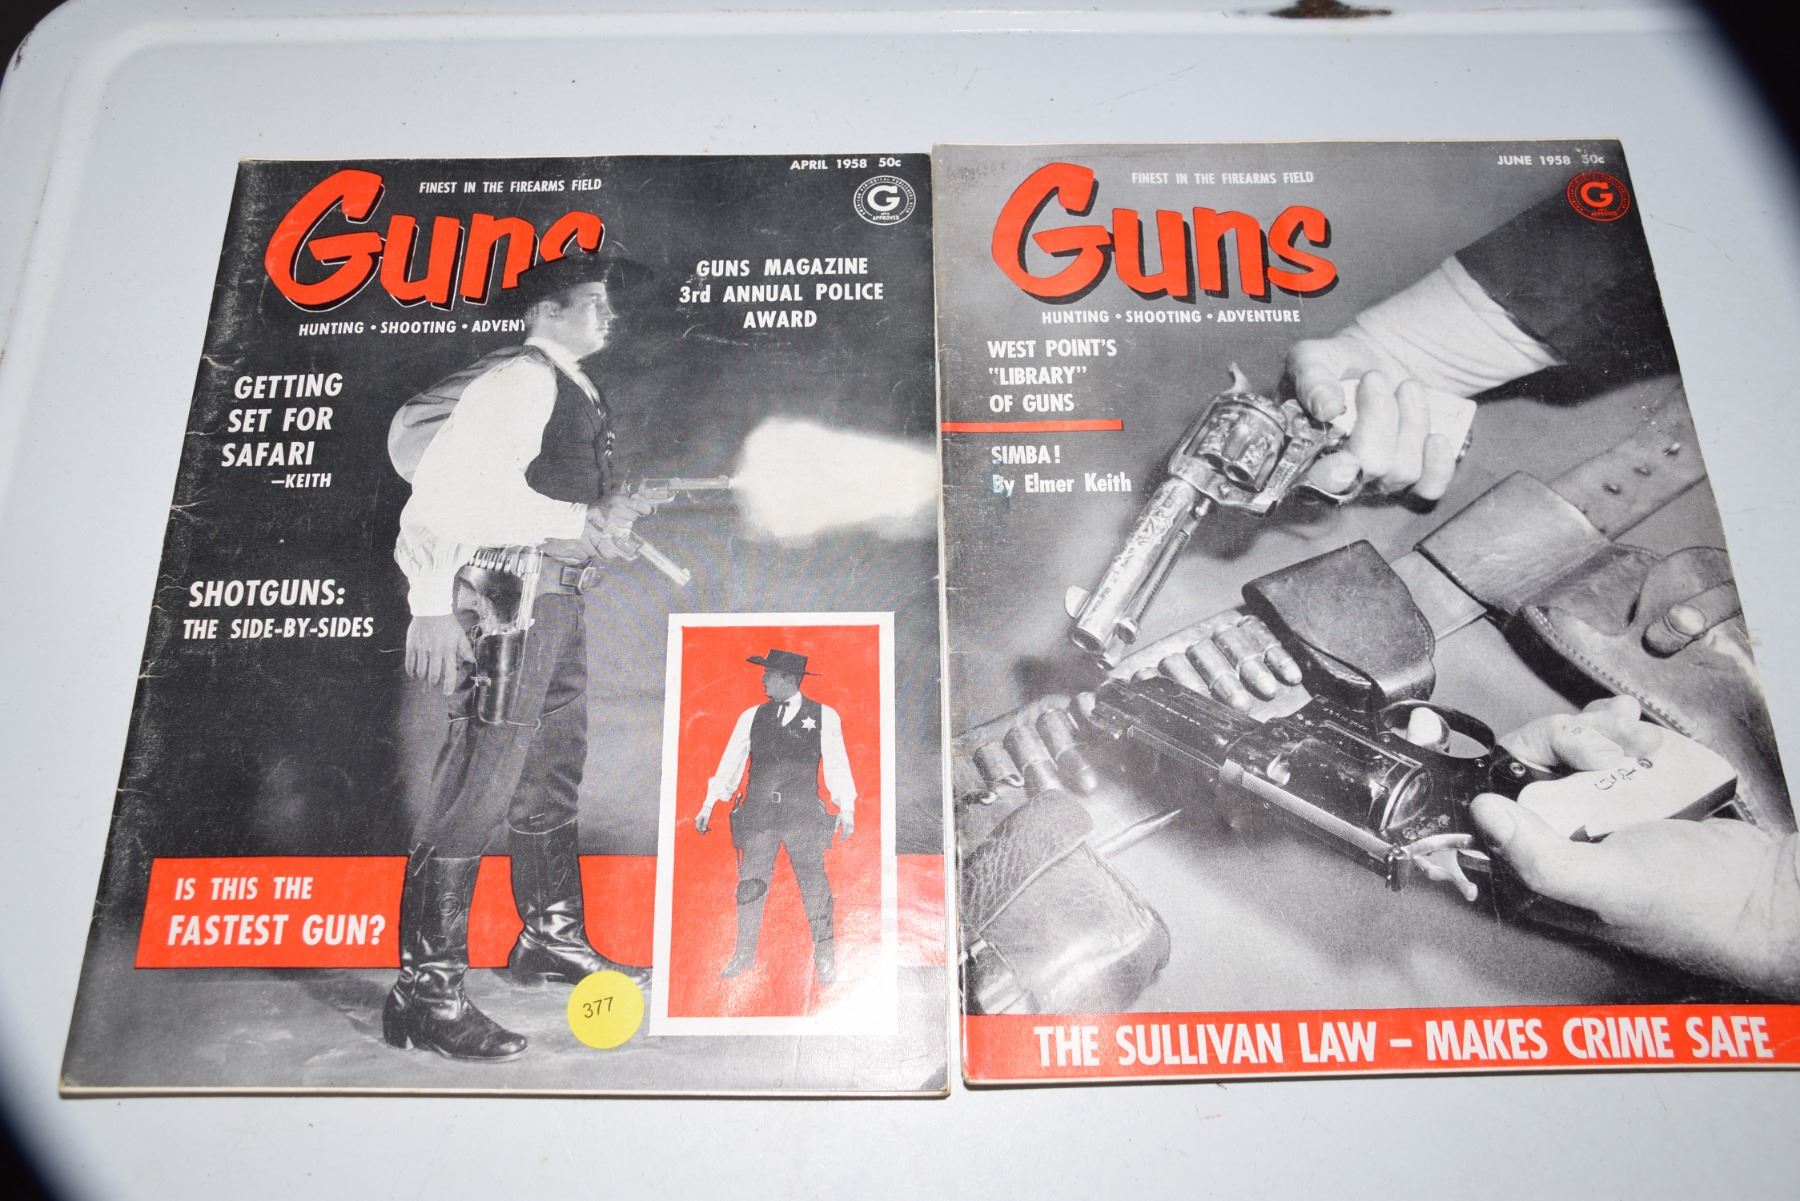 APRIL 1958 50c
FINEST IN THE FIREARMS FIELD
Guns
HUNTING • SHOOTING • ADVEN
G
APPROVED
GUNS MAGAZINE
3rd ANNUAL POLICE
AWARD
GETTING
SET FOR
SAFARI
—KEITH
SHOTGUNS:
THE SIDE-BY-SIDES
IS THIS THE
FASTEST GUN?
377
JUNE 1958 50c
FINEST IN THE FIREARMS FIELD
Guns
HUNTING • SHOOTING • ADVENTURE
G
APPROVED
WEST POINT'S
"LIBRARY"
OF GUNS
SIMBA!
By Elmer Keith
THE SULLIVAN LAW – MAKES CRIME SAFE